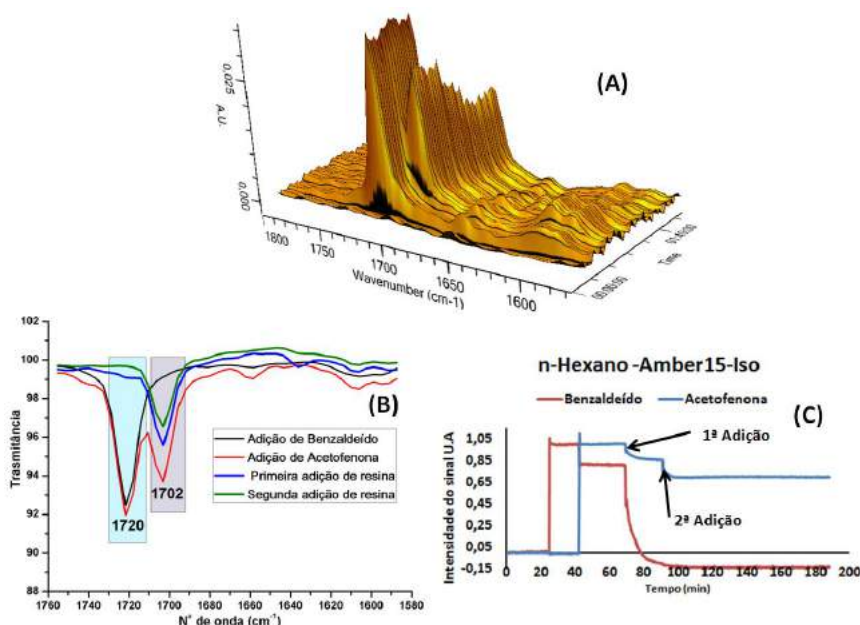 (A)
0.025
A.U.
0.000
1800
1750
1700
1650
1600
Wavenumber (cm-1)
00:00:00
Time
(B)
102
100
98
96
94
92
90
88
Trasmitância
1720
1702
Adição de Benzaldeído
Adição de Acetofenona
Primeira adição de resina
Segunda adição de resina
1760 1740 1720 1700 1680 1660 1640 1620 1600 1580
N° de onda (cm-1)
n-Hexano -Amber15-Iso
Benzaldeído Acetofenona
(C)
1,05
0,85
0,65
0,45
0,25
0,05
-0,15
Intensidade do sinal U.A
1ª Adição
2ª Adição
0 20 40 60 80 100 120 140 160 180 200
Tempo (min)